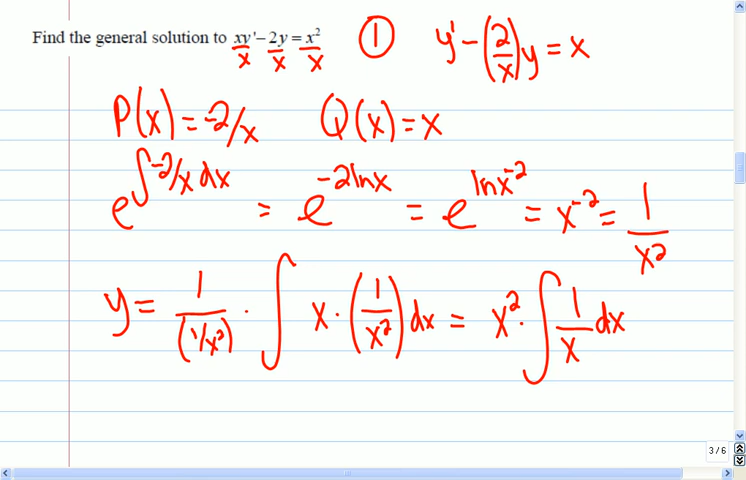 Find the general solution to xy' − 2y = x² ① y' − (2/x)y = x
x x x
P(x) = -2/x Q(x) = x
e^∫-2/x dx = e^-2lnx = e^lnx^-2 = x^-2 = 1/x²
y = 1/(1/x²) · ∫ x · (1/x²) dx = x² · ∫ 1/x dx
3 / 6